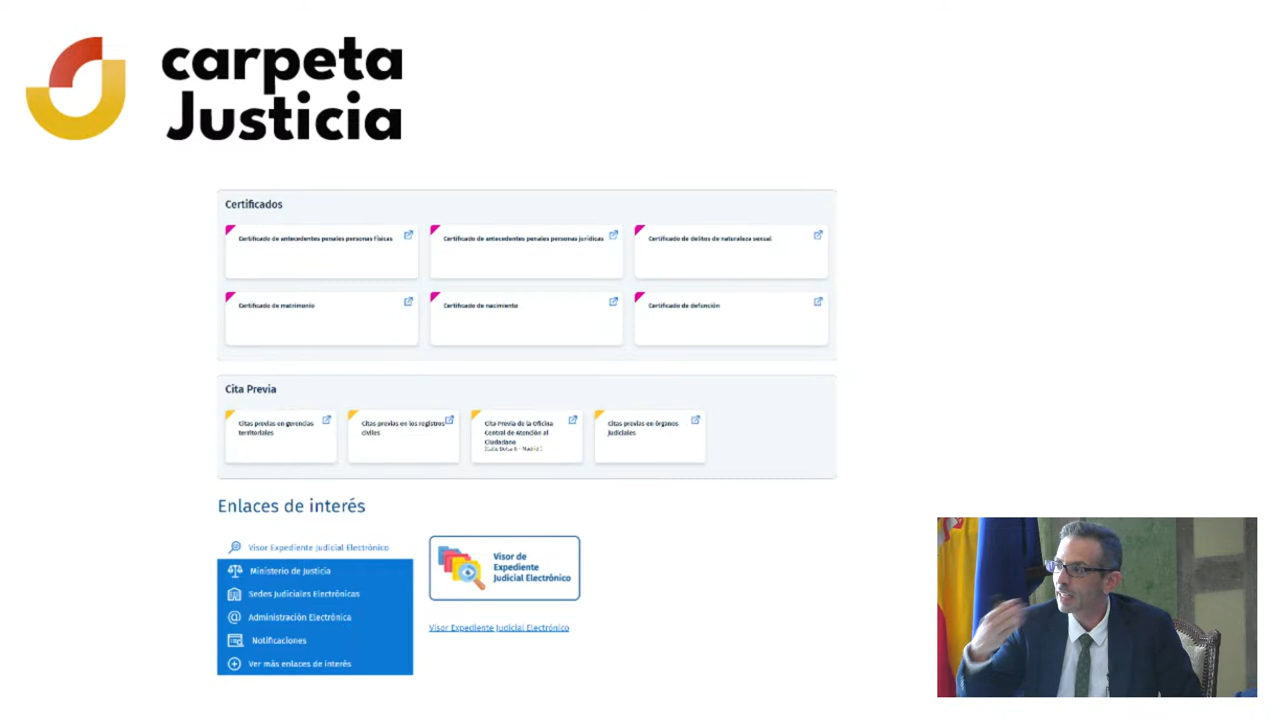 carpeta
Justicia
Certificados
Certificado de antecedentes penales personas físicas
Certificado de antecedentes penales personas jurídicas
Certificado de delitos de naturaleza sexual
Certificado de matrimonio
Certificado de nacimiento
Certificado de defunción
Cita Previa
Citas previas en gerencias
territoriales
Citas previas en los registros
civiles
Cita Previa de la Oficina
Central de Atención al
Ciudadano
Madrid
Citas previas en órganos
judiciales
Enlaces de interés
Visor Expediente Judicial Electrónico
Ministerio de Justicia
Sedes Judiciales Electrónicas
Administración Electrónica
Notificaciones
Ver más enlaces de interés
Visor de
Expediente
Judicial Electrónico
Visor Expediente Judicial Electrónico